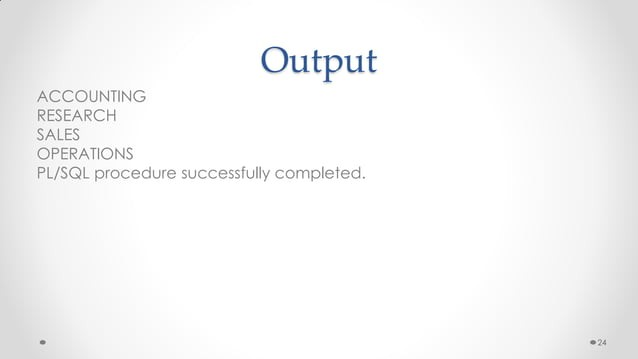 Output
ACCOUNTING
RESEARCH
SALES
OPERATIONS
PL/SQL procedure successfully completed.
24